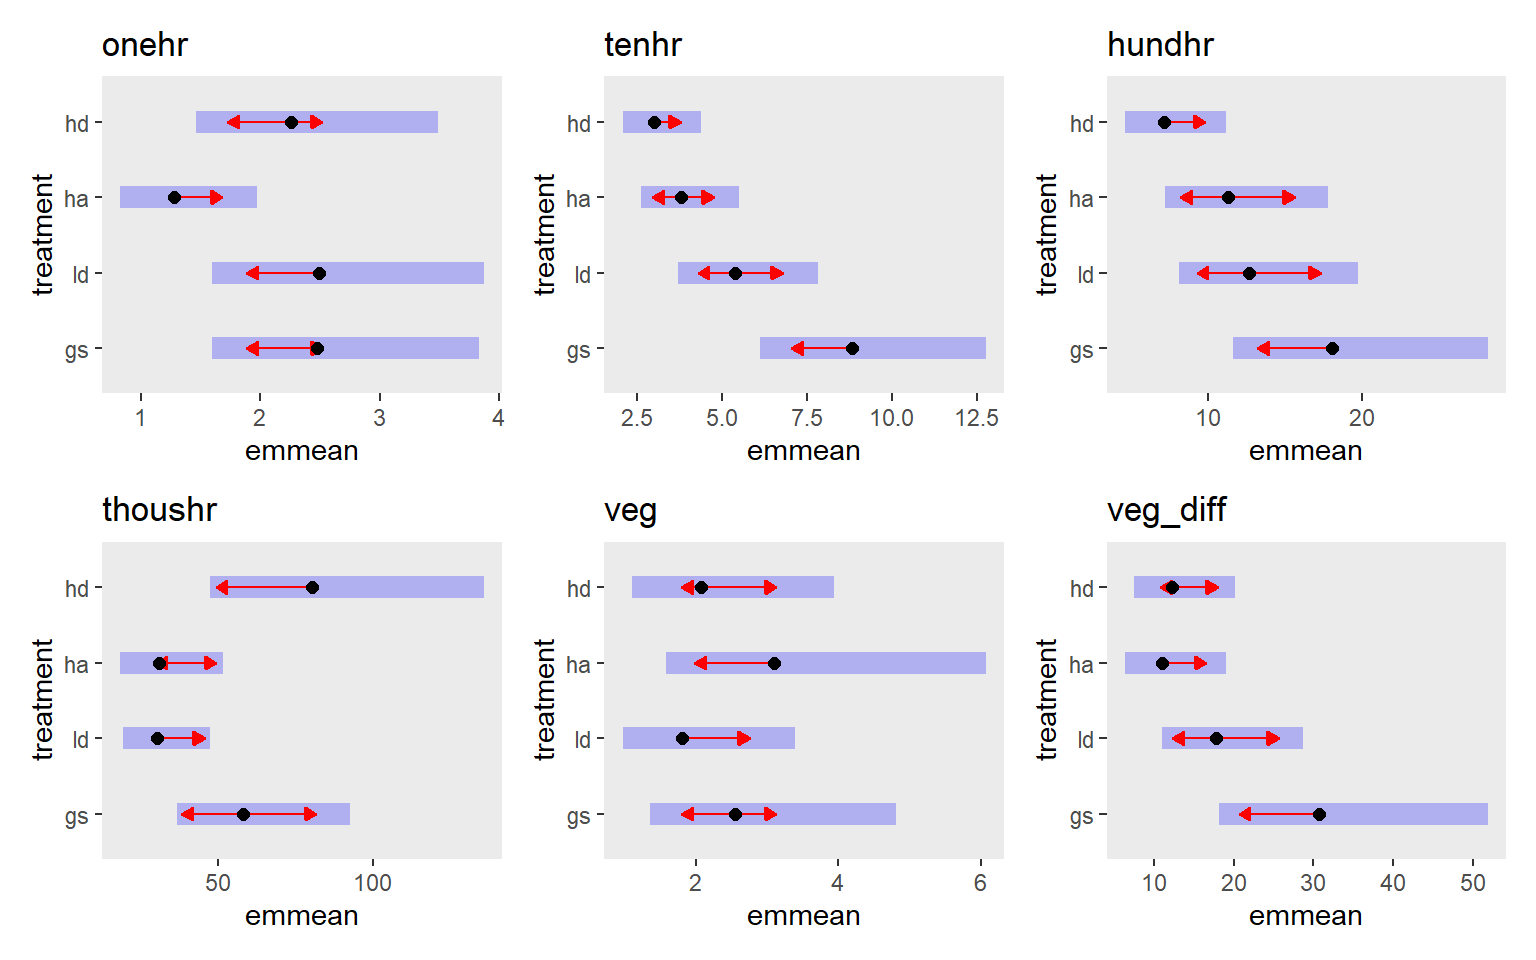 onehr
treatment
hd
ha
ld
gs
1 2 3 4
emmean
tenhr
treatment
hd
ha
ld
gs
2.5 5.0 7.5 10.0 12.5
emmean
hundhr
treatment
hd
ha
ld
gs
10 20
emmean
thoushr
treatment
hd
ha
ld
gs
50 100
emmean
veg
treatment
hd
ha
ld
gs
2 4 6
emmean
veg_diff
treatment
hd
ha
ld
gs
10 20 30 40 50
emmean